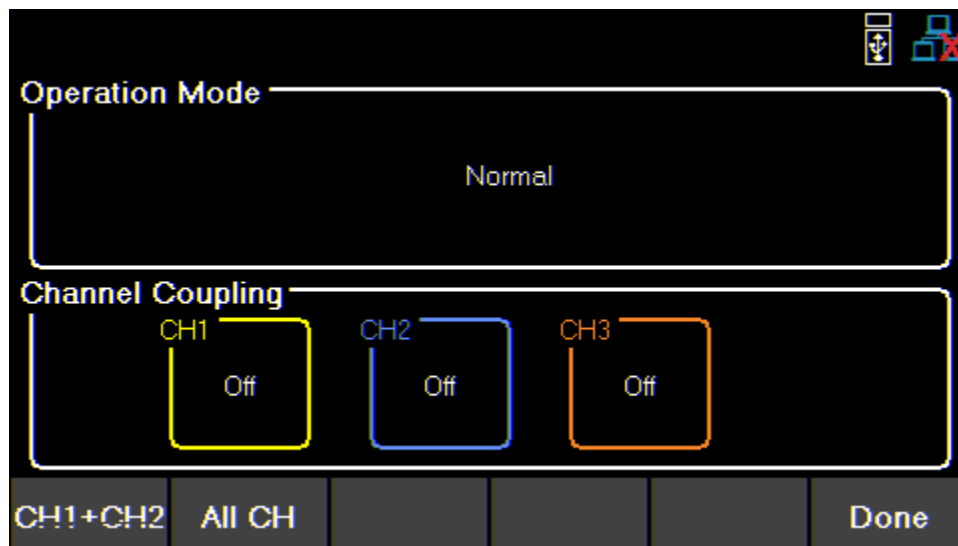 Operation Mode
Normal
Channel Coupling
CH1 CH2 CH3
Off Off Off
CH1+CH2 All CH Done